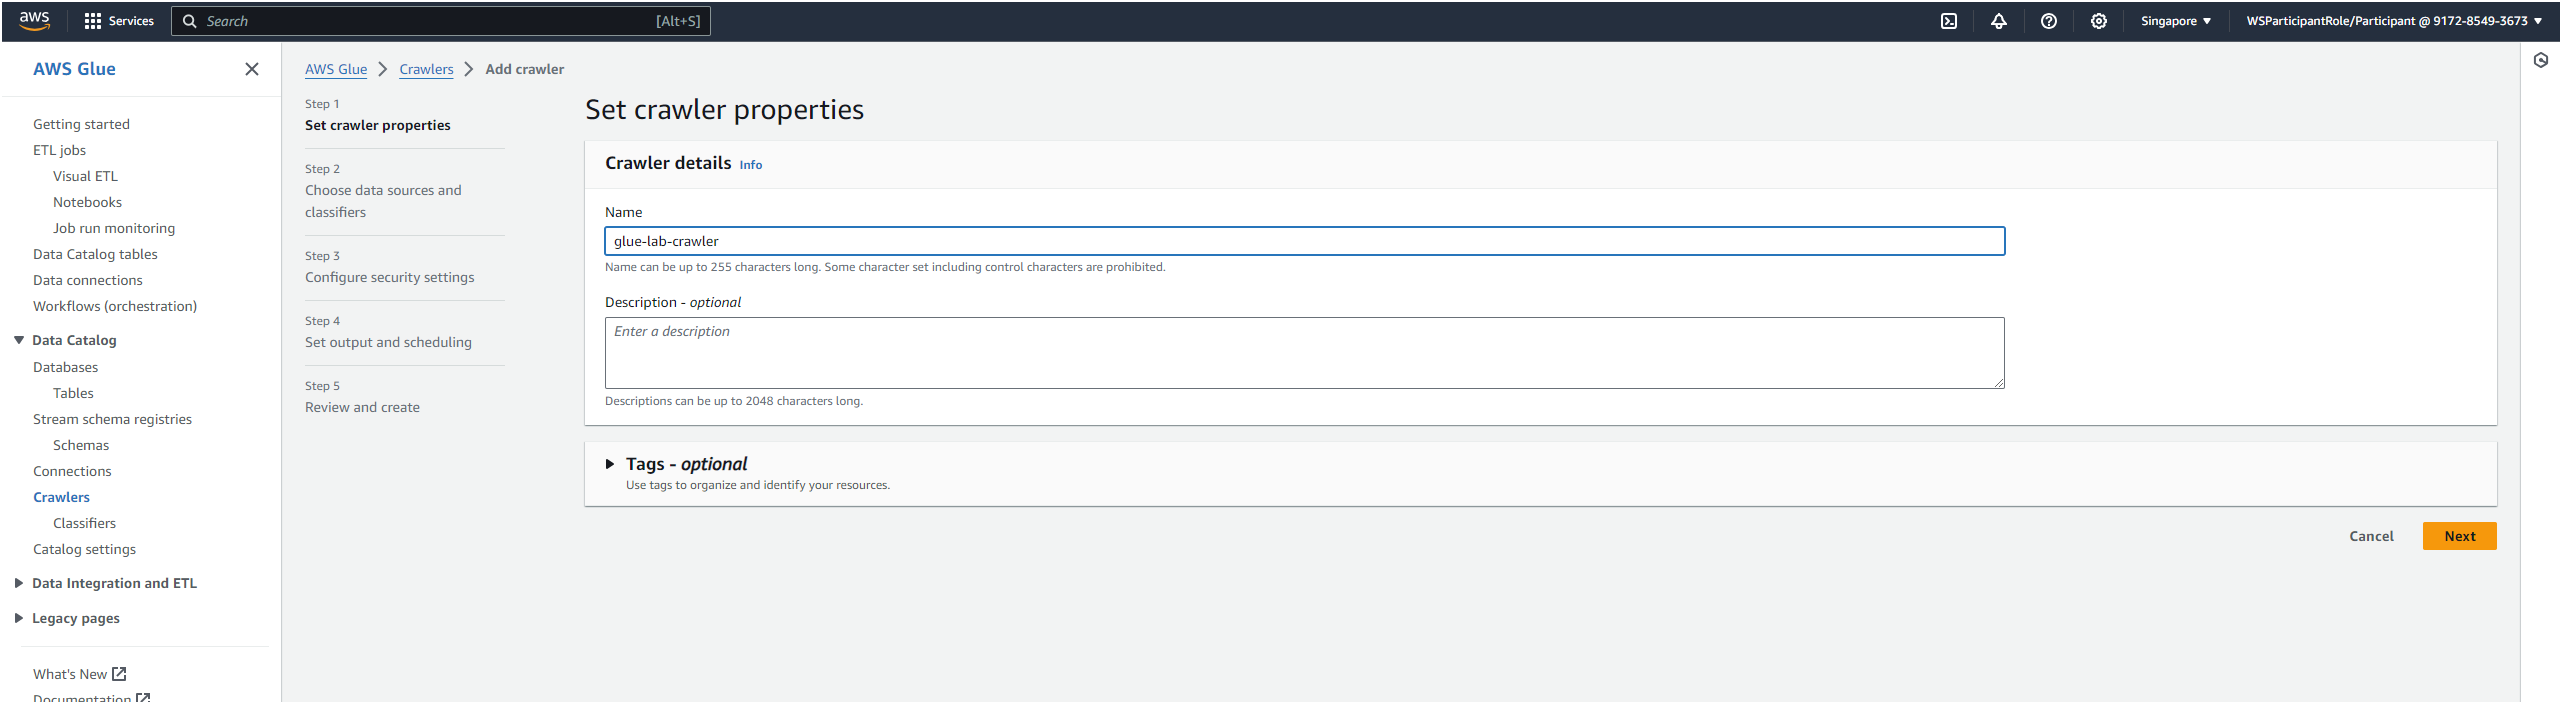 aws
Services
Search
[Alt+S]
Singapore
WSParticipantRole/Participant @ 9172-8549-3673
AWS Glue
Getting started
ETL jobs
Visual ETL
Notebooks
Job run monitoring
Data Catalog tables
Data connections
Workflows (orchestration)
Data Catalog
Databases
Tables
Stream schema registries
Schemas
Connections
Crawlers
Classifiers
Catalog settings
Data Integration and ETL
Legacy pages
What's New
Documentation
AWS Glue
Crawlers
Add crawler
Step 1
Set crawler properties
Step 2
Choose data sources and
classifiers
Step 3
Configure security settings
Step 4
Set output and scheduling
Step 5
Review and create
Set crawler properties
Crawler details Info
Name
glue-lab-crawler
Name can be up to 255 characters long. Some character set including control characters are prohibited.
Description - optional
Enter a description
Descriptions can be up to 2048 characters long.
Tags - optional
Use tags to organize and identify your resources.
Cancel
Next